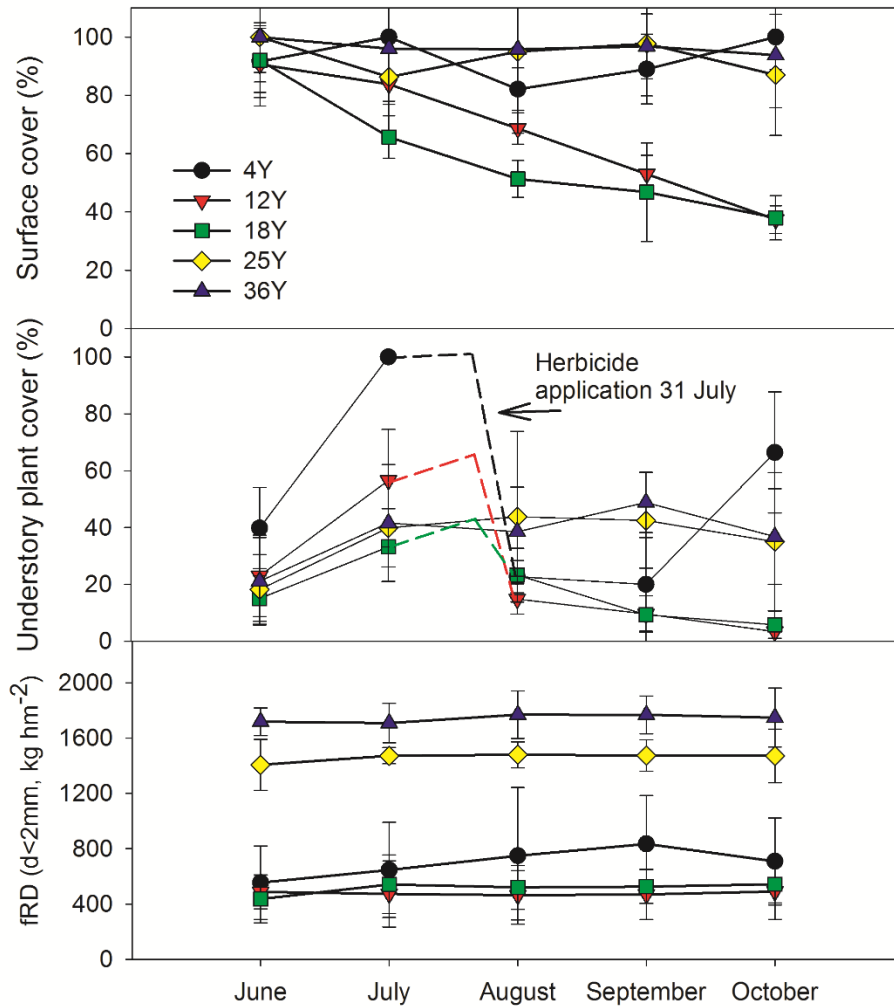 Surface cover (%)
100
80
60
40
20
0
4Y
12Y
18Y
25Y
36Y
Understory plant cover (%)
100
80
60
40
20
0
Herbicide
application 31 July
fRD (d<2mm, kg hm⁻²)
2000
1600
1200
800
400
0
June July August September October